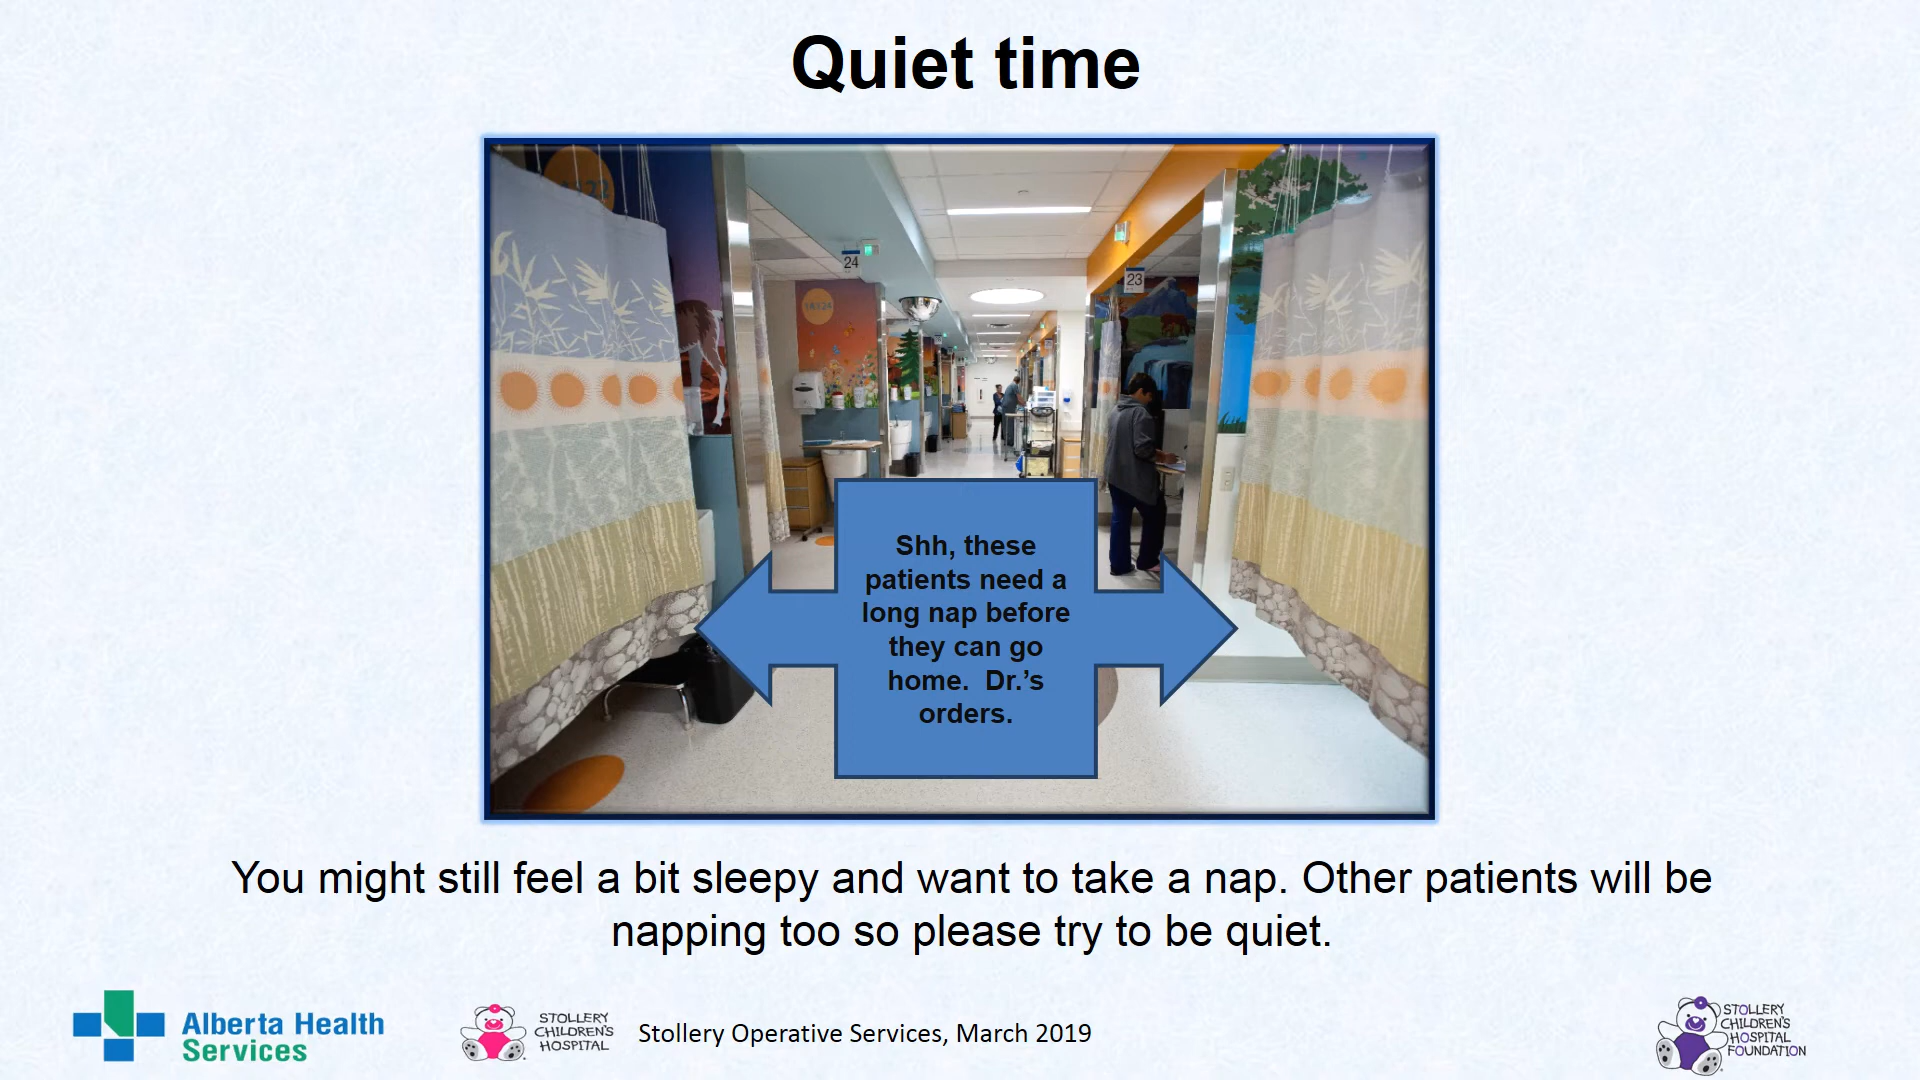 Quiet time
24
23
Shh, these
patients need a
long nap before
they can go
home.  Dr.’s
orders.
You might still feel a bit sleepy and want to take a nap. Other patients will be
napping too so please try to be quiet.
Alberta Health
Services
STOLLERY
CHILDREN'S
HOSPITAL
Stollery Operative Services, March 2019
STOLLERY
CHILDREN'S
HOSPITAL
FOUNDATION